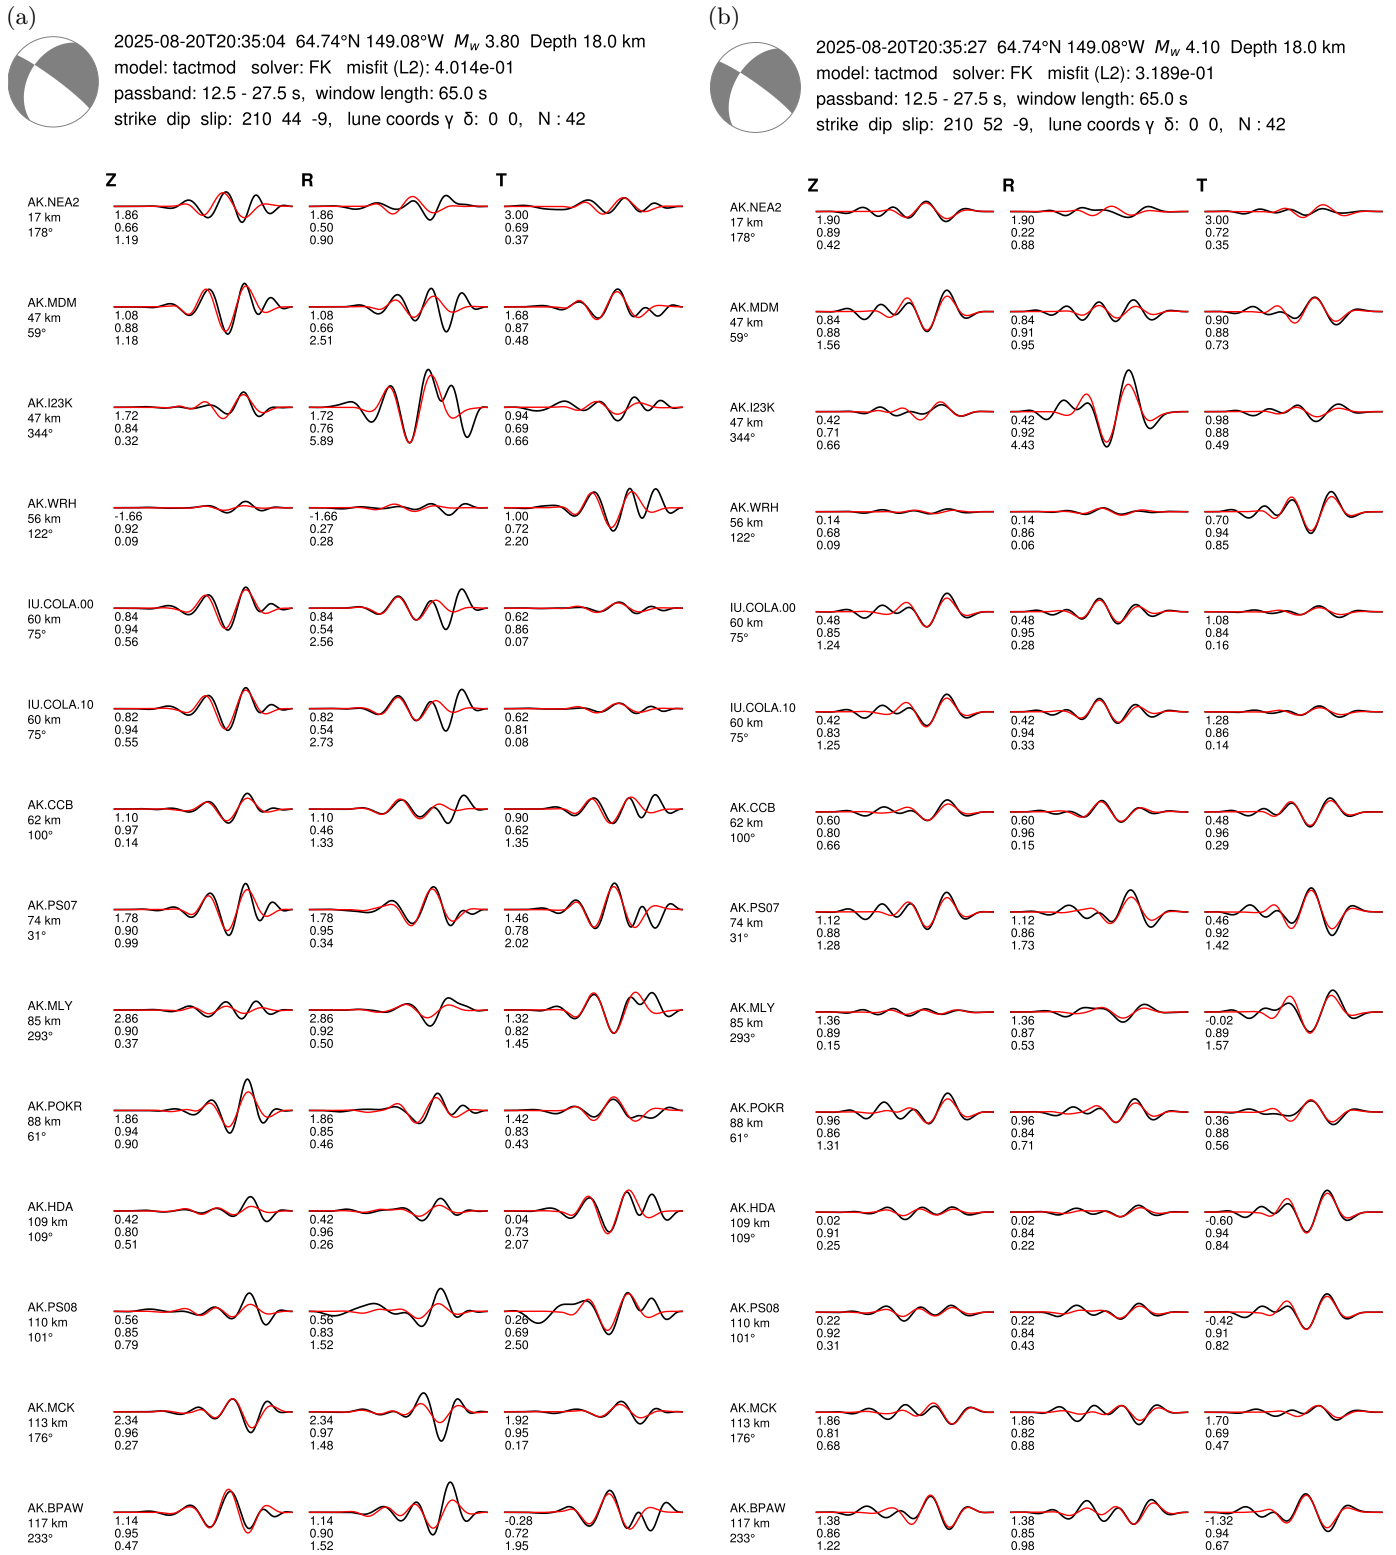 (a)
2025-08-20T20:35:04 64.74°N 149.08°W Mw 3.80 Depth 18.0 km
model: tactmod solver: FK misfit (L2): 4.014e-01
passband: 12.5 - 27.5 s, window length: 65.0 s
strike dip slip: 210 44 -9, lune coords γ δ: 0 0, N : 42
Z R T
AK.NEA2
17 km
178°
1.86 1.86 3.00
0.66 0.50 0.69
1.19 0.90 0.37
AK.MDM
47 km
59°
1.08 1.08 1.68
0.88 0.66 0.87
1.18 2.51 0.48
AK.I23K
47 km
344°
1.72 1.72 0.94
0.84 0.76 0.69
0.32 5.89 0.66
AK.WRH
56 km
122°
-1.66 -1.66 1.00
0.92 0.27 0.72
0.09 0.28 2.20
IU.COLA.00
60 km
75°
0.84 0.84 0.62
0.94 0.54 0.86
0.56 2.56 0.07
IU.COLA.10
60 km
75°
0.82 0.82 0.62
0.94 0.54 0.81
0.55 2.73 0.08
AK.CCB
62 km
100°
1.10 1.10 0.90
0.97 0.46 0.62
0.14 1.33 1.35
AK.PS07
74 km
31°
1.78 1.78 1.46
0.90 0.95 0.78
0.99 0.34 2.02
AK.MLY
85 km
293°
2.86 2.86 1.32
0.90 0.92 0.82
0.37 0.50 1.45
AK.POKR
88 km
61°
1.86 1.86 1.42
0.94 0.85 0.83
0.90 0.46 0.43
AK.HDA
109 km
109°
0.42 0.42 0.04
0.80 0.96 0.73
0.51 0.26 2.07
AK.PS08
110 km
101°
0.56 0.56 0.26
0.85 0.83 0.69
0.79 1.52 2.50
AK.MCK
113 km
176°
2.34 2.34 1.92
0.96 0.97 0.95
0.27 1.48 0.17
AK.BPAW
117 km
233°
1.14 1.14 -0.28
0.95 0.90 0.72
0.47 1.52 1.95
(b)
2025-08-20T20:35:27 64.74°N 149.08°W Mw 4.10 Depth 18.0 km
model: tactmod solver: FK misfit (L2): 3.189e-01
passband: 12.5 - 27.5 s, window length: 65.0 s
strike dip slip: 210 52 -9, lune coords γ δ: 0 0, N : 42
Z R T
AK.NEA2
17 km
178°
1.90 1.90 3.00
0.89 0.22 0.72
0.42 0.88 0.35
AK.MDM
47 km
59°
0.84 0.84 0.90
0.88 0.91 0.88
1.56 0.95 0.73
AK.I23K
47 km
344°
0.42 0.42 0.98
0.71 0.92 0.88
0.66 4.43 0.49
AK.WRH
56 km
122°
0.14 0.14 0.70
0.68 0.86 0.94
0.09 0.06 0.85
IU.COLA.00
60 km
75°
0.48 0.48 1.08
0.85 0.95 0.84
1.24 0.28 0.16
IU.COLA.10
60 km
75°
0.42 0.42 1.28
0.83 0.94 0.86
1.25 0.33 0.14
AK.CCB
62 km
100°
0.60 0.60 0.48
0.80 0.96 0.96
0.66 0.15 0.29
AK.PS07
74 km
31°
1.12 1.12 0.46
0.88 0.86 0.92
1.28 1.73 1.42
AK.MLY
85 km
293°
1.36 1.36 -0.02
0.89 0.87 0.89
0.15 0.53 1.57
AK.POKR
88 km
61°
0.96 0.96 0.36
0.86 0.84 0.88
1.31 0.71 0.56
AK.HDA
109 km
109°
0.02 0.02 -0.60
0.91 0.84 0.94
0.25 0.22 0.84
AK.PS08
110 km
101°
0.22 0.22 -0.42
0.92 0.84 0.91
0.31 0.43 0.82
AK.MCK
113 km
176°
1.86 1.86 1.70
0.81 0.82 0.69
0.68 0.88 0.47
AK.BPAW
117 km
233°
1.38 1.38 -1.32
0.86 0.85 0.94
1.22 0.98 0.67